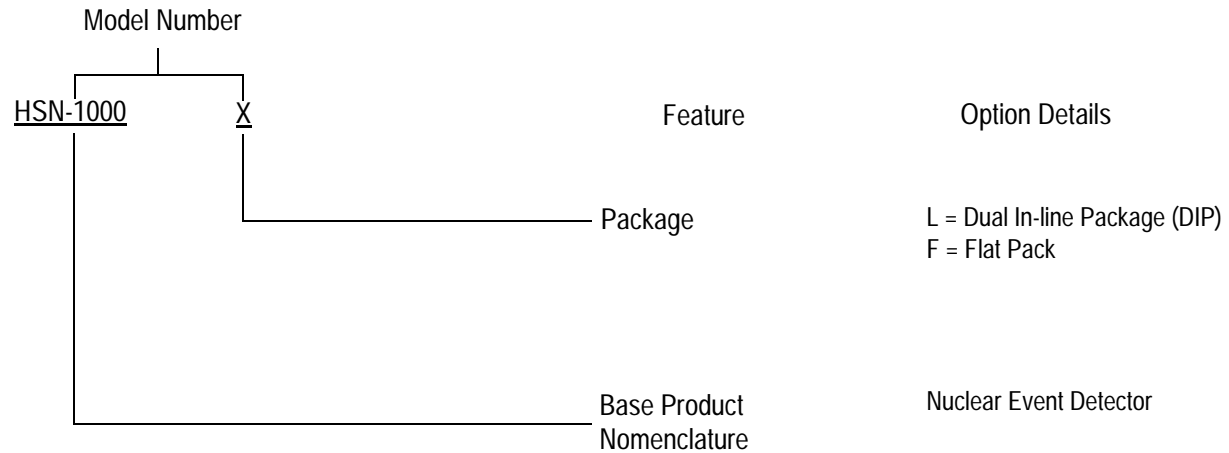 Model Number
HSN-1000 X Feature Option Details
Package L = Dual In-line Package (DIP)
F = Flat Pack
Base Product Nuclear Event Detector
Nomenclature